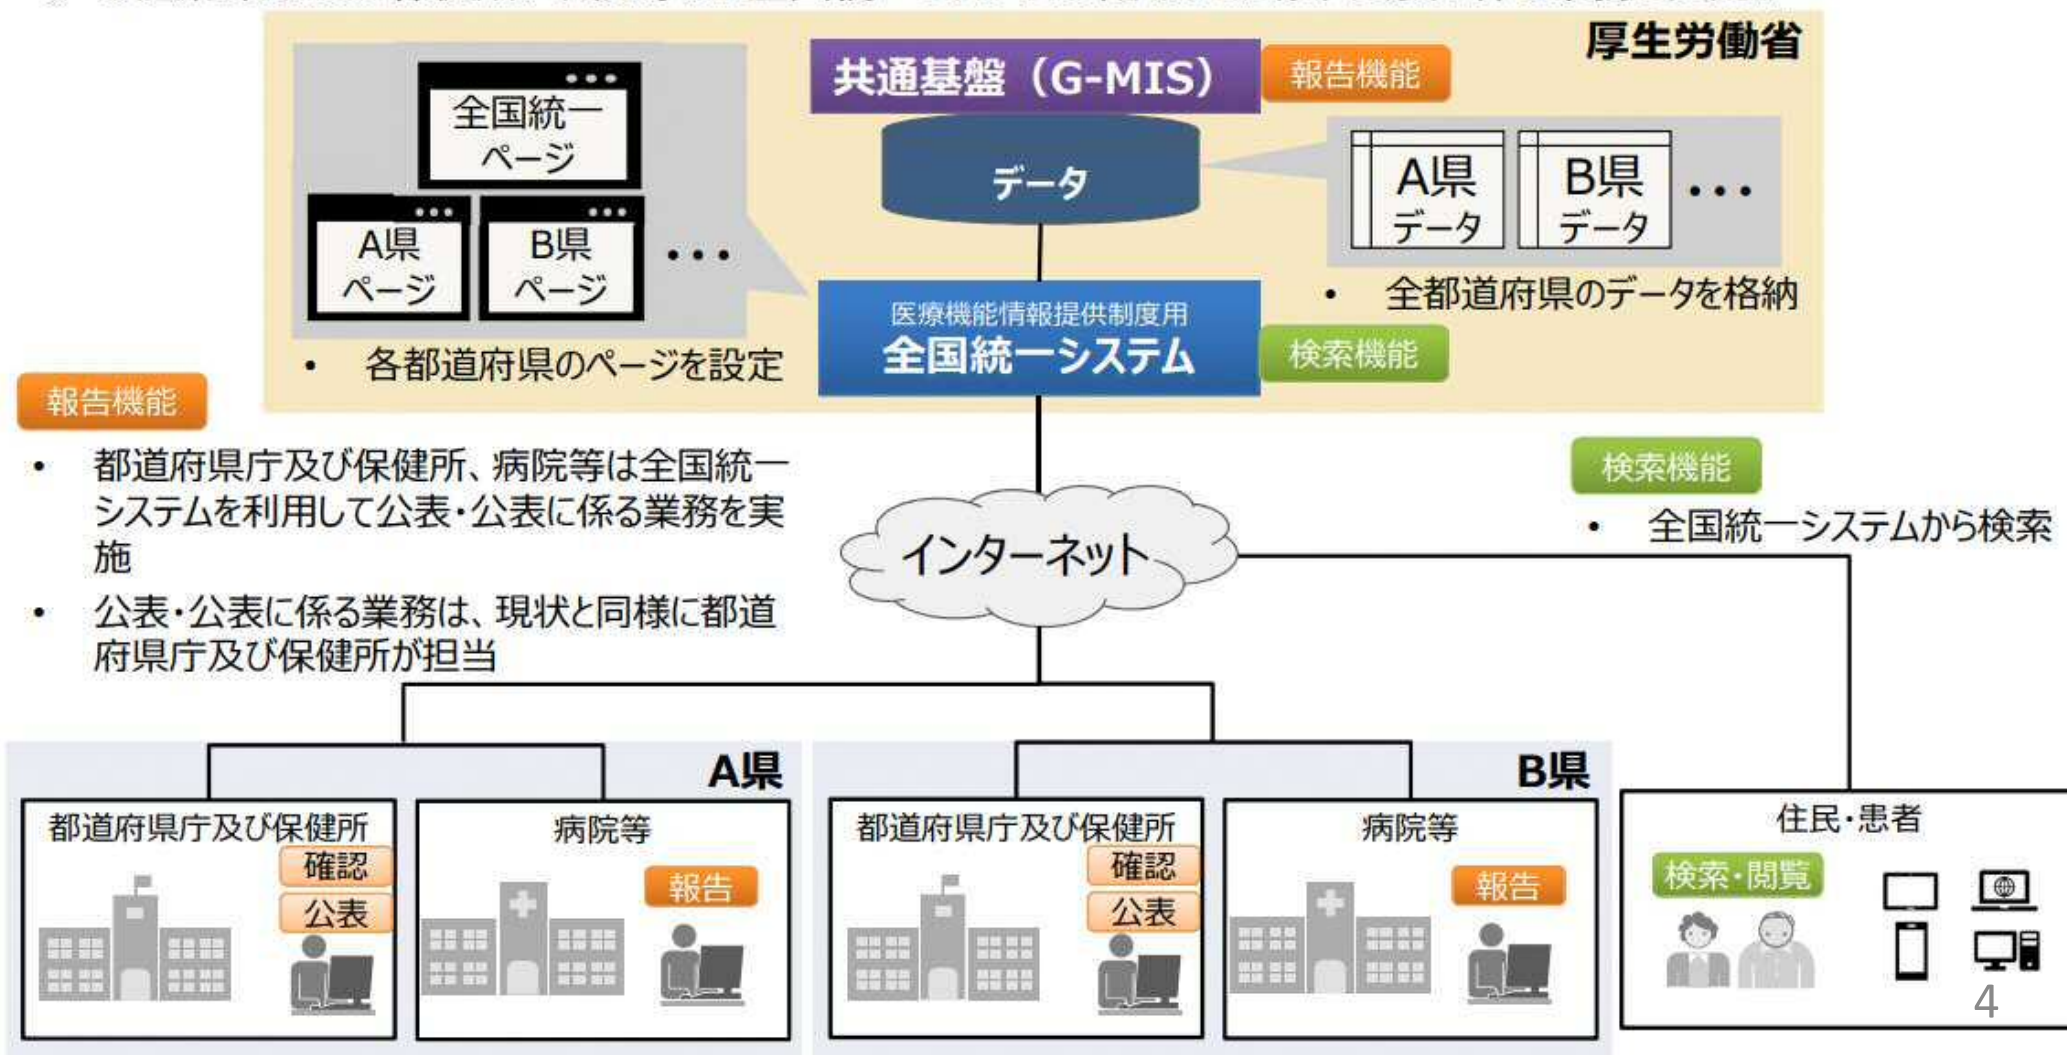 厚生労働省
共通基盤（G-MIS）
報告機能
全国統一
ページ
A県
ページ
B県
ページ
・・・
• 各都道府県のページを設定
データ
A県
データ
B県
データ
・・・
• 全都道府県のデータを格納
医療機能情報提供制度用
全国統一システム
検索機能
報告機能
• 都道府県庁及び保健所、病院等は全国統一
システムを利用して公表・公表に係る業務を実
施
• 公表・公表に係る業務は、現状と同様に都道
府県庁及び保健所が担当
検索機能
• 全国統一システムから検索
インターネット
A県
都道府県庁及び保健所
確認
公表
病院等
報告
B県
都道府県庁及び保健所
確認
公表
病院等
報告
住民・患者
検索・閲覧
4